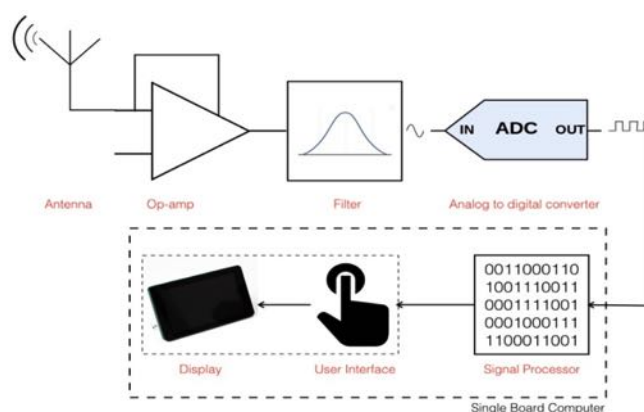 IN ADC OUT
Antenna Op-amp Filter Analog to digital converter
0011000110
1001110011
0001111001
0001000111
1100011001
Display User Interface Signal Processor
Single Board Computer